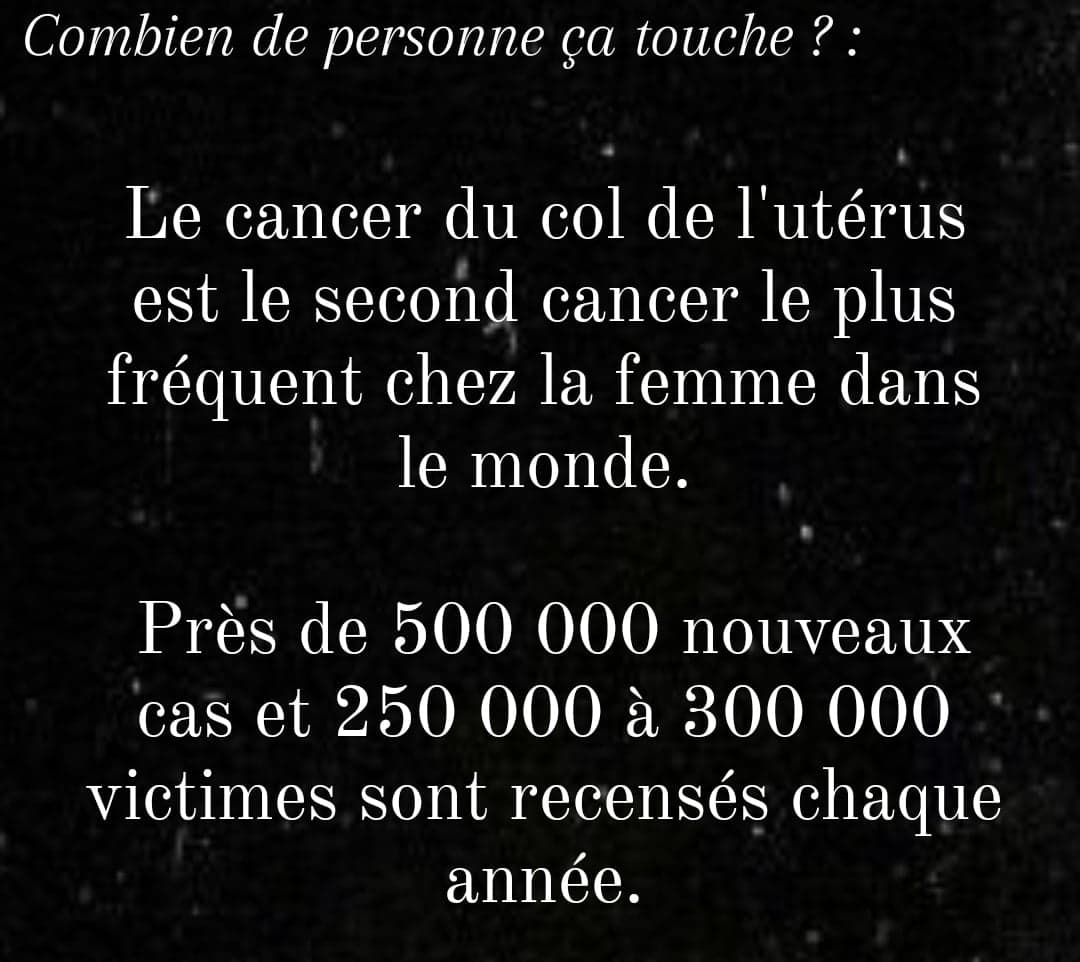 Combien de personne ça touche ? :
Le cancer du col de l'utérus
est le second cancer le plus
fréquent chez la femme dans
le monde.
Près de 500 000 nouveaux
cas et 250 000 à 300 000
victimes sont recensés chaque
année.